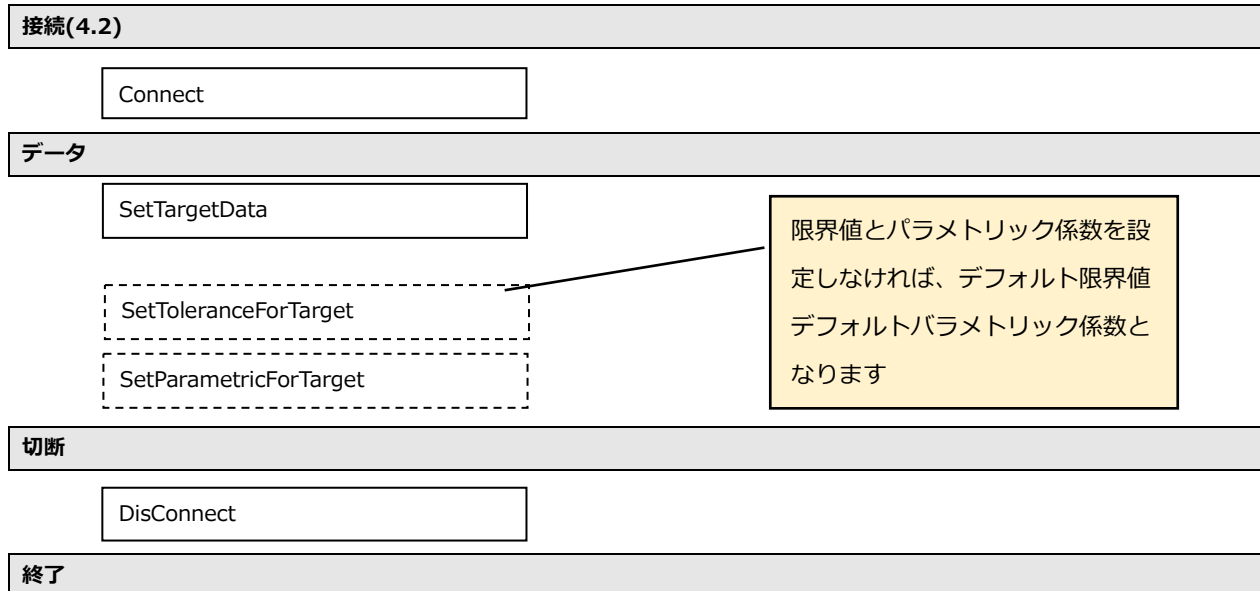 接続(4.2)
Connect
データ
SetTargetData
限界値とパラメトリック係数を設
定しなければ、デフォルト限界値
デフォルトバラメトリック係数と
なります
SetToleranceForTarget
SetParametricForTarget
切断
DisConnect
終了